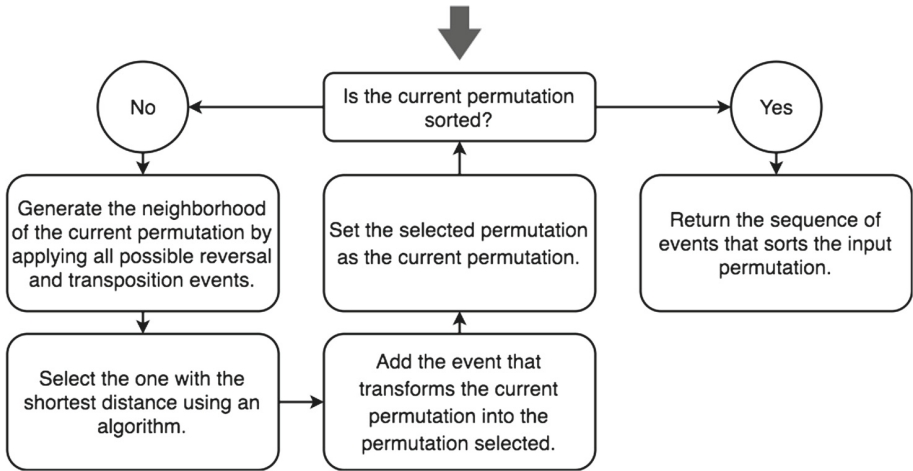 Is the current permutation
sorted?
No
Yes
Generate the neighborhood
of the current permutation by
applying all possible reversal
and transposition events.
Set the selected permutation
as the current permutation.
Return the sequence of
events that sorts the input
permutation.
Select the one with the
shortest distance using an
algorithm.
Add the event that
transforms the current
permutation into the
permutation selected.